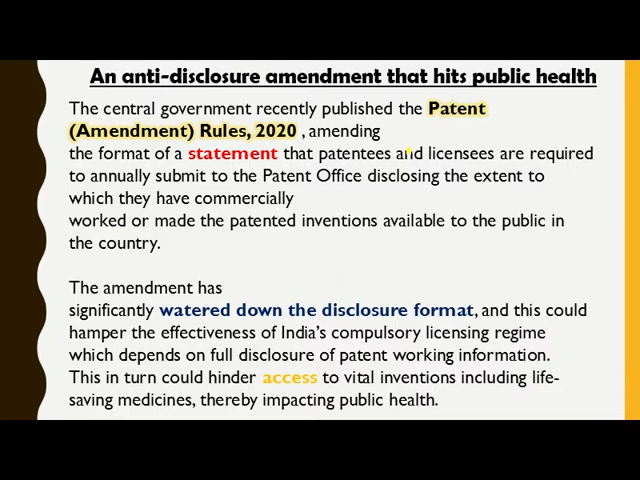 An anti-disclosure amendment that hits public health
The central government recently published the Patent
(Amendment) Rules, 2020 , amending
the format of a statement that patentees and licensees are required
to annually submit to the Patent Office disclosing the extent to
which they have commercially
worked or made the patented inventions available to the public in
the country.
The amendment has
significantly watered down the disclosure format, and this could
hamper the effectiveness of India's compulsory licensing regime
which depends on full disclosure of patent working information.
This in turn could hinder access to vital inventions including life-
saving medicines, thereby impacting public health.